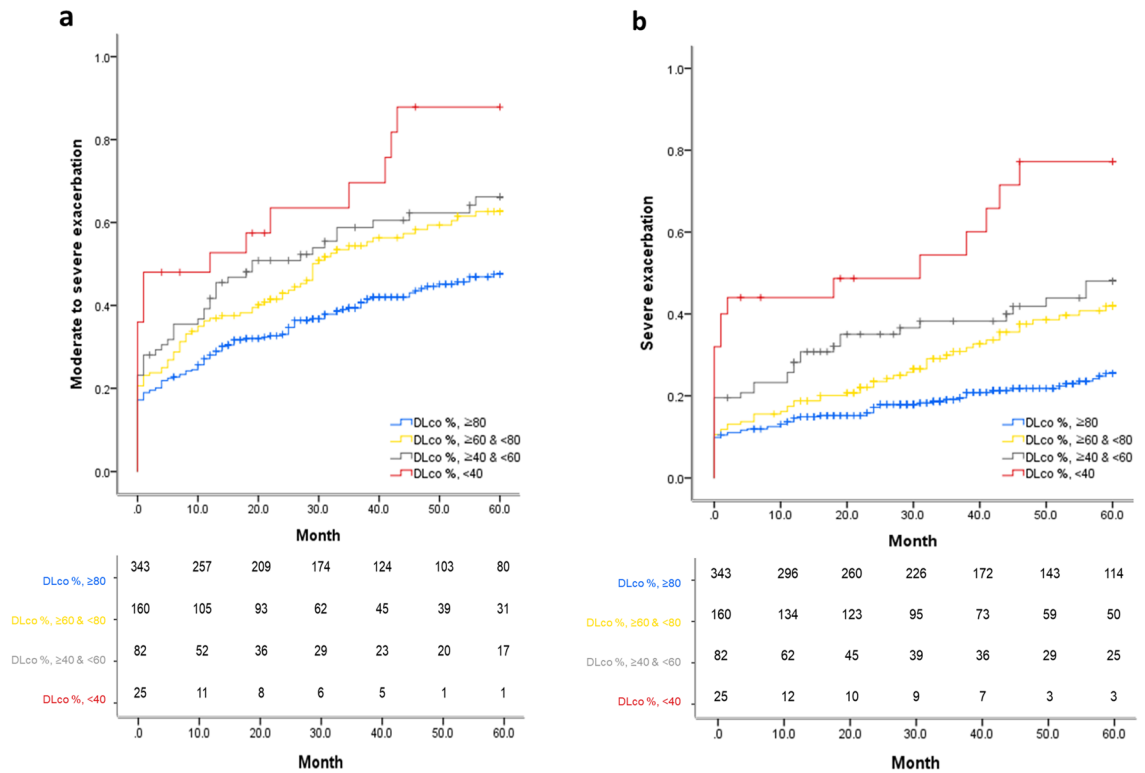 a
Moderate to severe exacerbation
1.0
0.8
0.6
0.4
0.2
0.0
DLco %, ≥80
DLco %, ≥60 & <80
DLco %, ≥40 & <60
DLco %, <40
.0 10.0 20.0 30.0 40.0 50.0 60.0
Month
DLco %, ≥80 343 257 209 174 124 103 80
DLco %, ≥60 & <80 160 105 93 62 45 39 31
DLco %, ≥40 & <60 82 52 36 29 23 20 17
DLco %, <40 25 11 8 6 5 1 1
.0 10.0 20.0 30.0 40.0 50.0 60.0
Month
b
Severe exacerbation
1.0
0.8
0.6
0.4
0.2
0.0
DLco %, ≥80
DLco %, ≥60 & <80
DLco %, ≥40 & <60
DLco %, <40
.0 10.0 20.0 30.0 40.0 50.0 60.0
Month
DLco %, ≥80 343 296 260 226 172 143 114
DLco %, ≥60 & <80 160 134 123 95 73 59 50
DLco %, ≥40 & <60 82 62 45 39 36 29 25
DLco %, <40 25 12 10 9 7 3 3
.0 10.0 20.0 30.0 40.0 50.0 60.0
Month